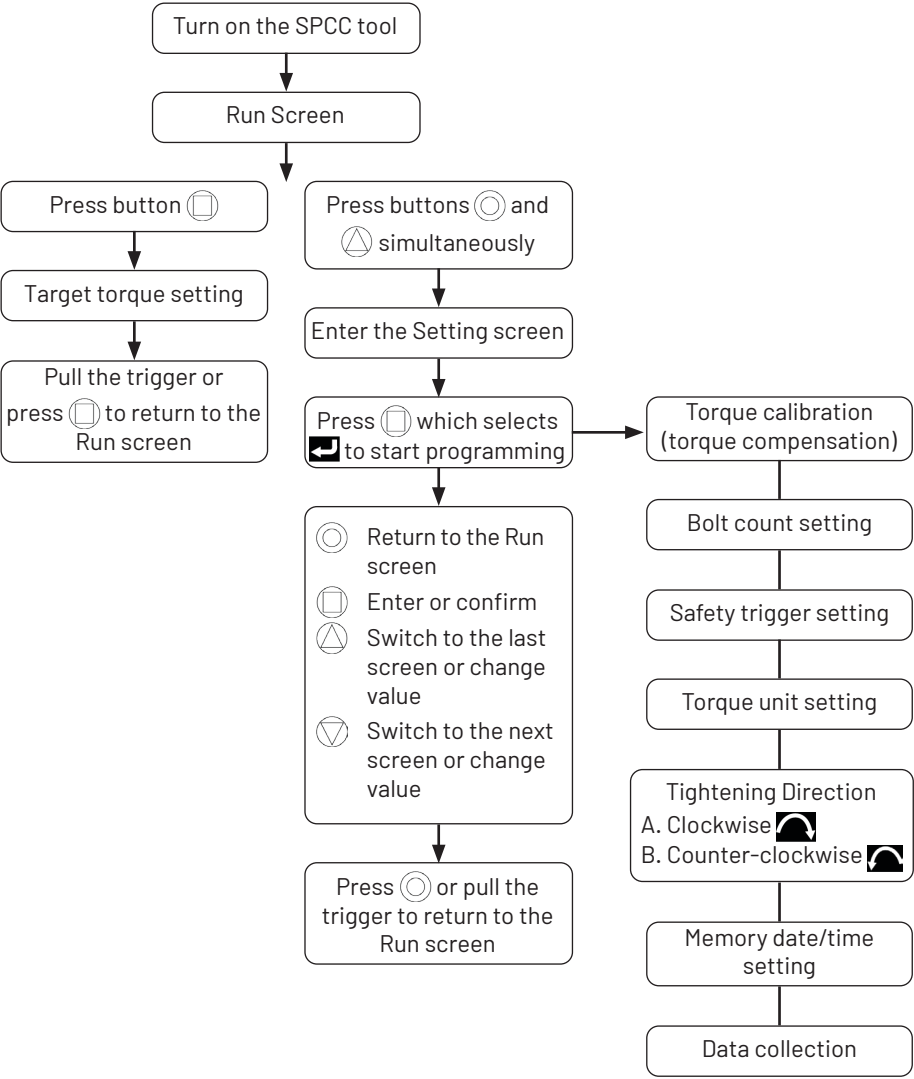 Turn on the SPCC tool
Run Screen
Press button
Target torque setting
Pull the trigger or
press to return to the
Run screen
Press buttons and
simultaneously
Enter the Setting screen
Press which selects
to start programming
Return to the Run
screen
Enter or confirm
Switch to the last
screen or change
value
Switch to the next
screen or change
value
Press or pull the
trigger to return to the
Run screen
Torque calibration
(torque compensation)
Bolt count setting
Safety trigger setting
Torque unit setting
Tightening Direction
A. Clockwise
B. Counter-clockwise
Memory date/time
setting
Data collection